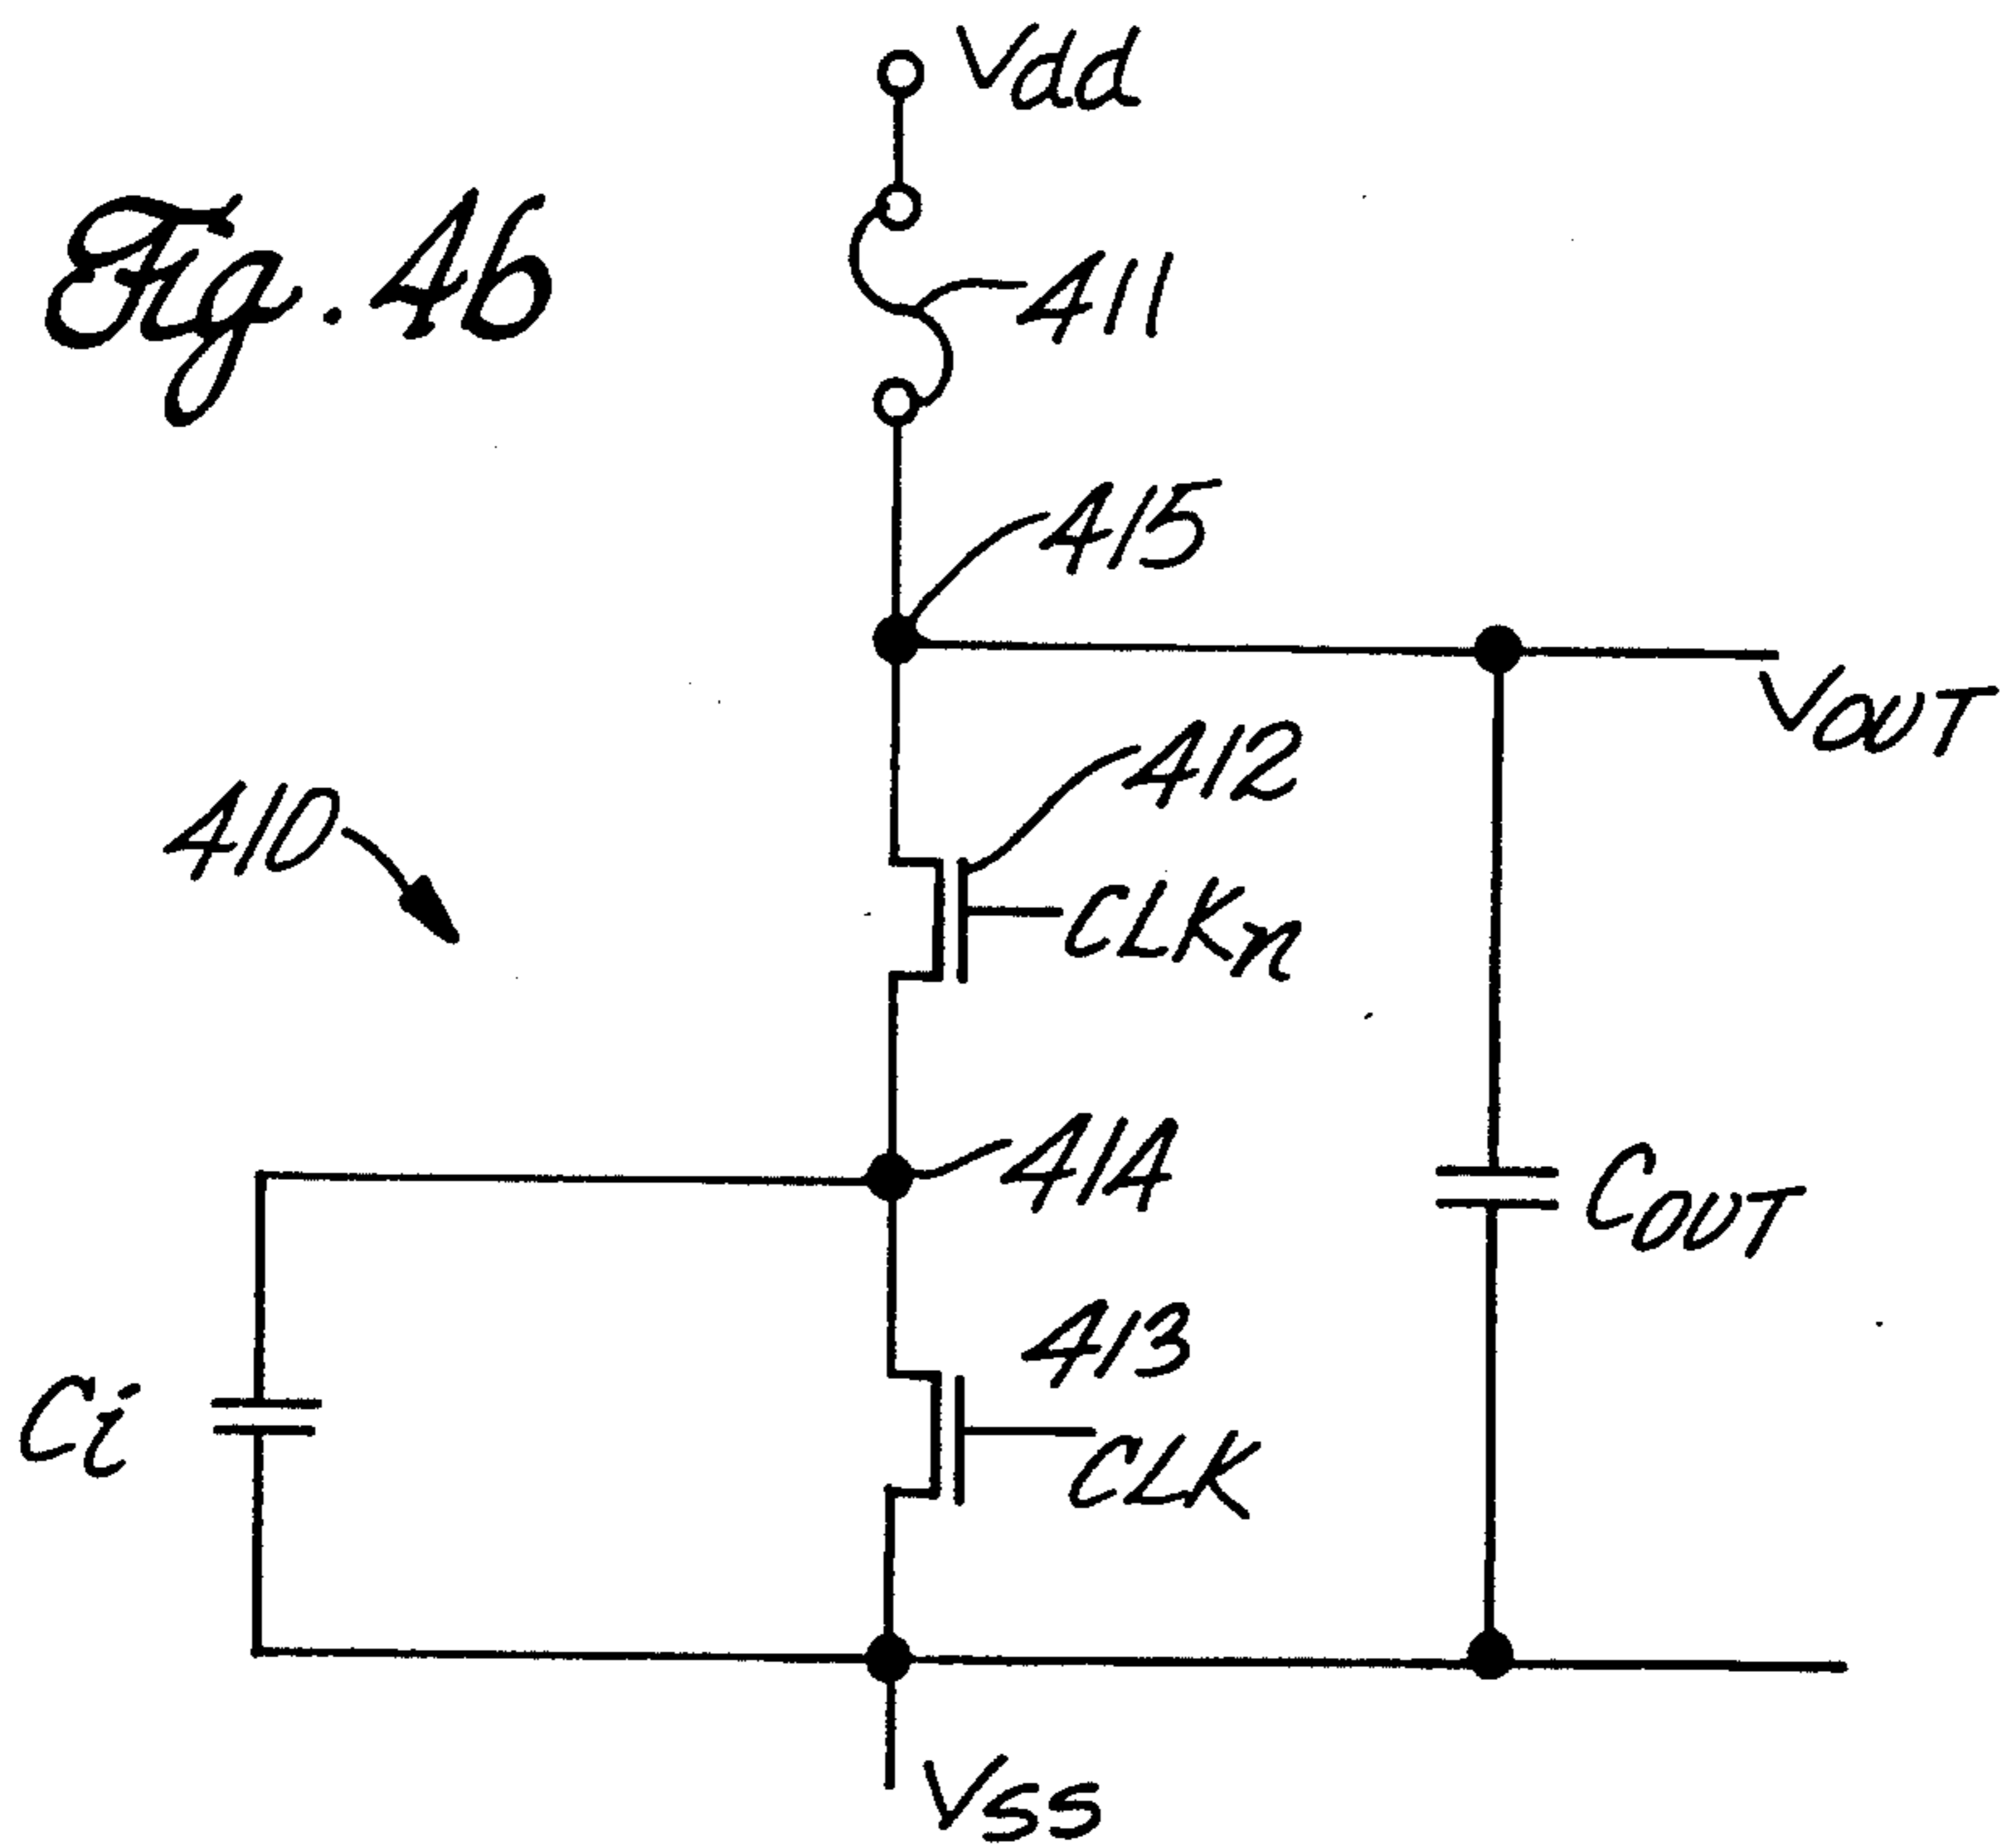 Vdd
Fig. 4b
411
415
VOUT
412
410
CLKn
414
COUT
413
Ci
CLK
Vss